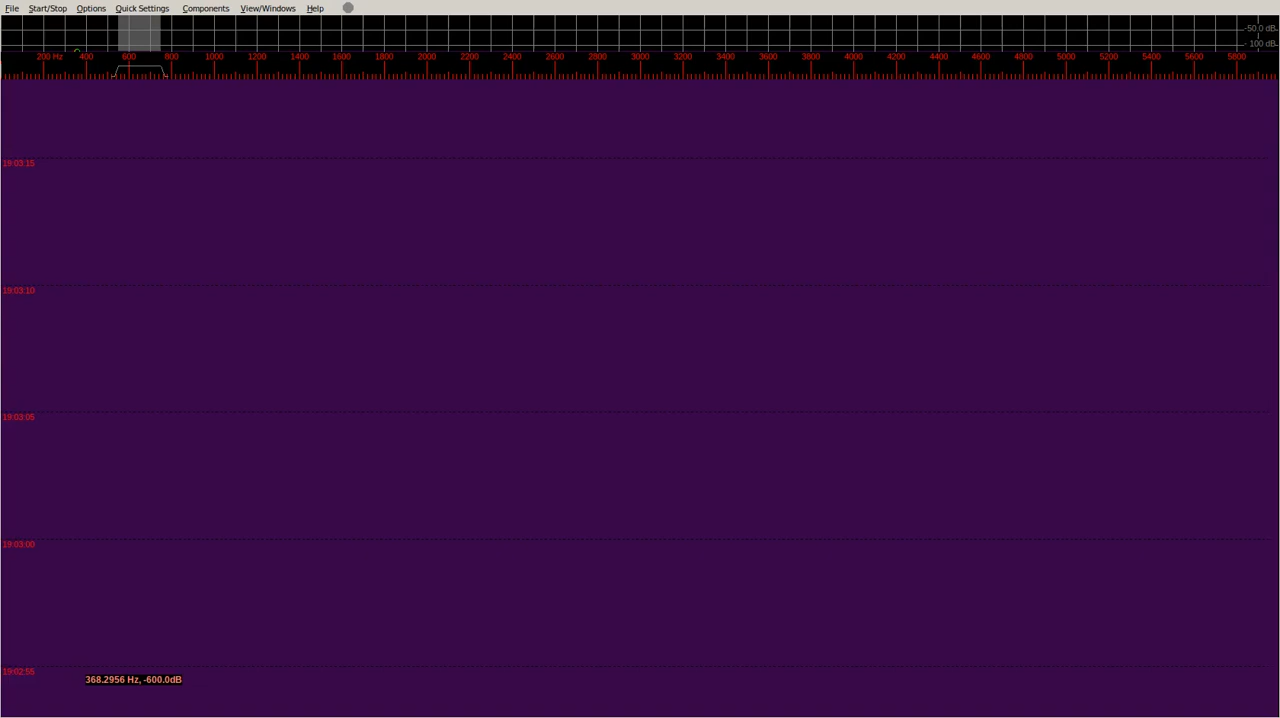 File Start/Stop Options Quick Settings Components View/Windows Help
-50.0 dB
-100 dB
200 Hz 400 600 800 1000 1200 1400 1600 1800 2000 2200 2400 2600 2800 3000 3200 3400 3600 3800 4000 4200 4400 4600 4800 5000 5200 5400 5600 5800
19:03:15
19:03:10
19:03:05
19:03:00
19:02:55
368.2956 Hz, -600.0dB